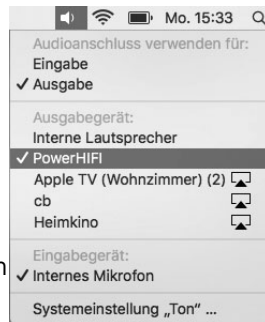 Mo. 15:33
Audioanschluss verwenden für:
Eingabe
✓ Ausgabe
Ausgabegerät:
Interne Lautsprecher
✓ PowerHIFI
Apple TV (Wohnzimmer) (2)
cb
Heimkino
Eingabegerät:
n
✓ Internes Mikrofon
Systemeinstellung „Ton" ...